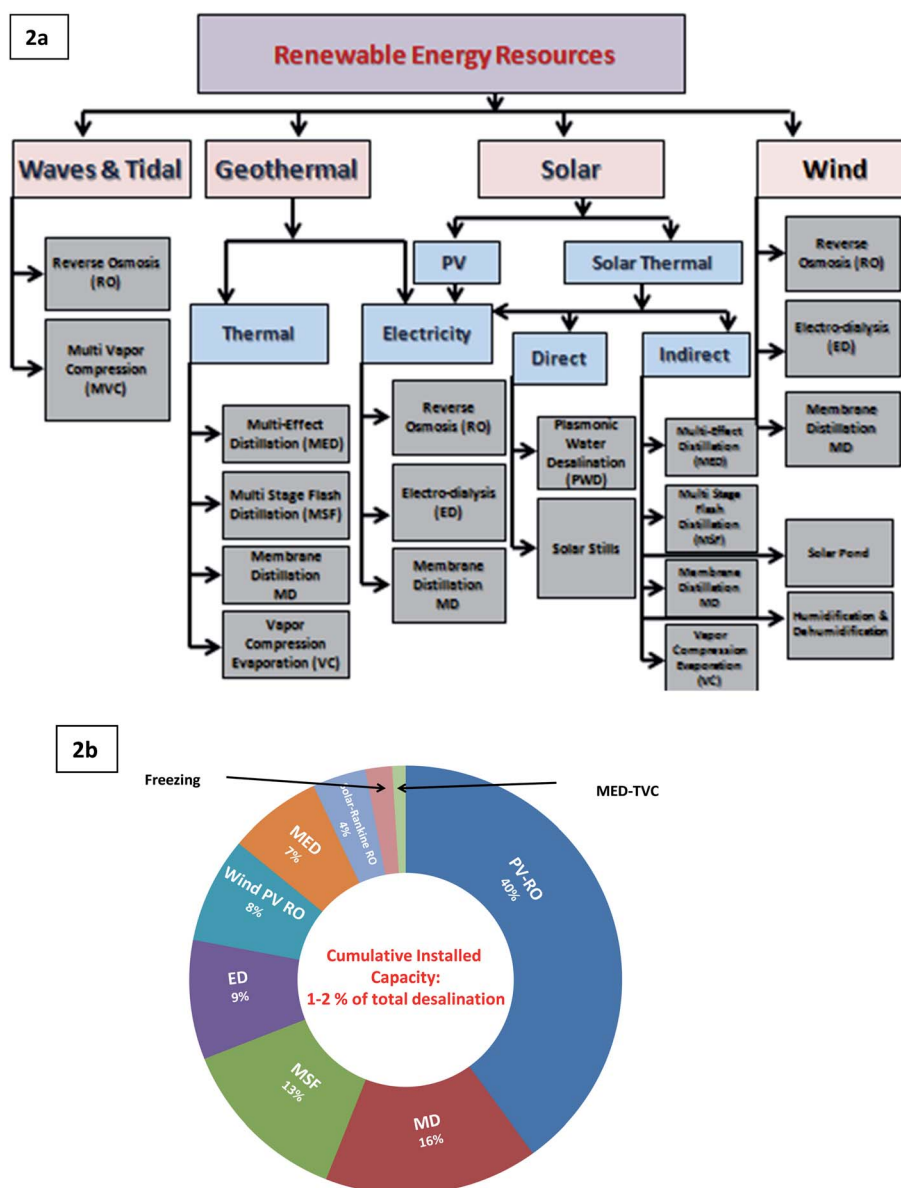 2a
Renewable Energy Resources
Waves & Tidal
Geothermal
Solar
Wind
Reverse Osmosis
(RO)
Multi Vapor
Compression
(MVC)
PV
Solar Thermal
Thermal
Electricity
Direct
Indirect
Multi-Effect
Distillation (MED)
Multi Stage Flash
Distillation (MSF)
Membrane
Distillation
MD
Vapor
Compression
Evaporation (VC)
Reverse
Osmosis (RO)
Electro-dialysis
(ED)
Membrane
Distillation
MD
Plasmonic
Water
Desalination
(PWD)
Solar Stills
Multi-Effect
Distillation
(MED)
Multi Stage
Flash
Distillation
(MSF)
Membrane
Distillation
MD
Vapor
Compression
Evaporation
(VC)
Reverse
Osmosis (RO)
Electro-dialysis
(ED)
Membrane
Distillation
MD
Solar Pond
Humidification &
Dehumidification
2b
Freezing
MED-TVC
Solar-Rankine RO
4%
MED
7%
Wind PV RO
8%
ED
9%
MSF
13%
MD
16%
PV-RO
40%
Cumulative Installed
Capacity:
1-2 % of total desalination